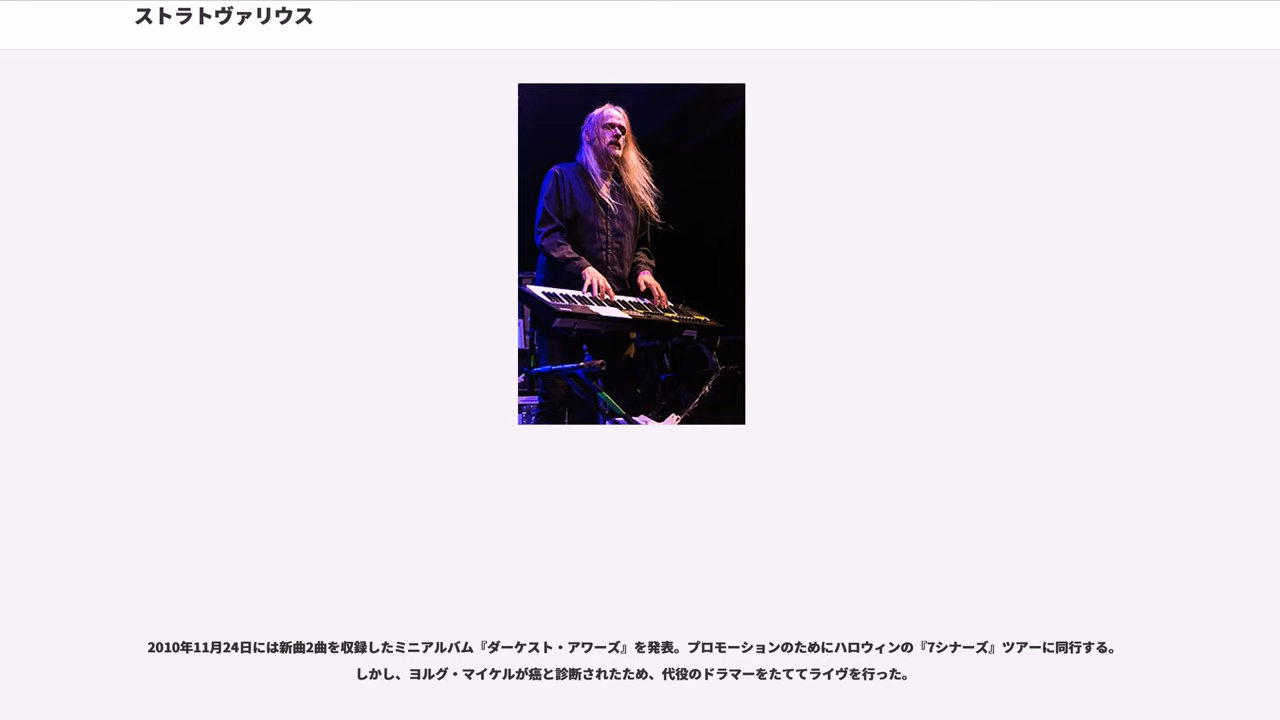 ストラトヴァリウス
2010年11月24日には新曲2曲を収録したミニアルバム『ダーケスト・アワーズ』を発表。プロモーションのためにハロウィンの『7シナーズ』ツアーに同行する。
しかし、ヨルグ・マイケルが癌と診断されたため、代役のドラマーをたててライヴを行った。